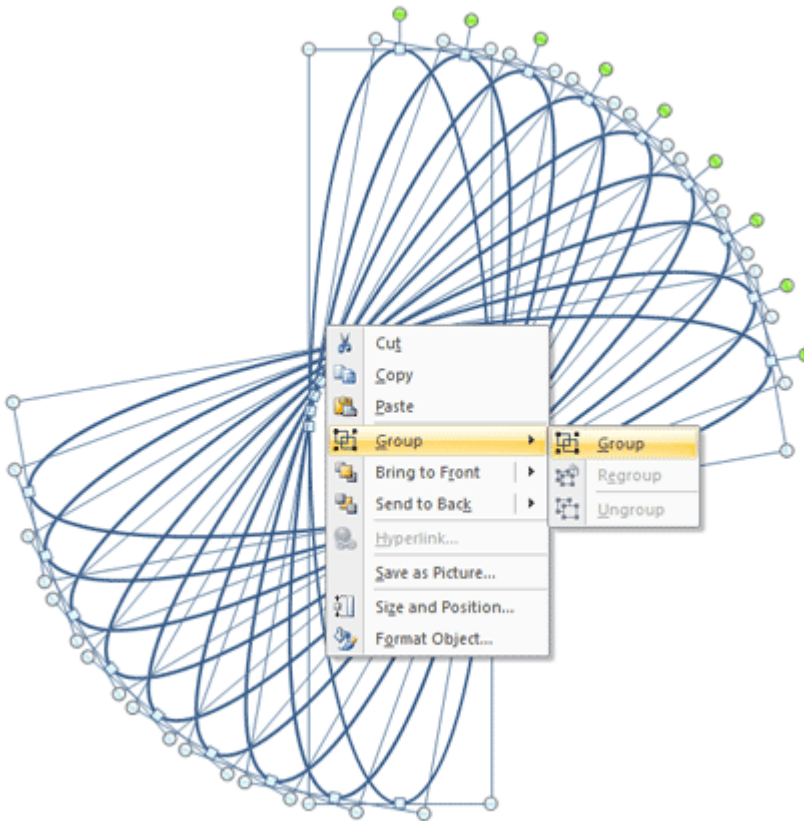 Cut
Copy
Paste
Group
Group
Bring to Front
Regroup
Send to Back
Ungroup
Hyperlink...
Save as Picture...
Size and Position...
Format Object...